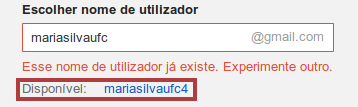 Escolher nome de utilizador
mariasilvaufc @gmail.com
Esse nome de utilizador já existe. Experimente outro.
Disponível: mariasilvaufc4